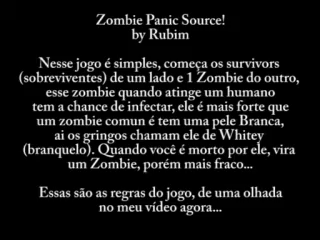 Zombie Panic Source!
by Rubim
Nesse jogo é simples, começa os survivors
(sobreviventes) de um lado e 1 Zombie do outro,
esse zombie quando atinge um humano
tem a chance de infectar, ele é mais forte que
um zombie comun é tem uma pele Branca,
ai os gringos chamam ele de Whitey
(branquelo). Quando você é morto por ele, vira
um Zombie, porém mais fraco...
Essas são as regras do jogo, de uma olhada
no meu vídeo agora...